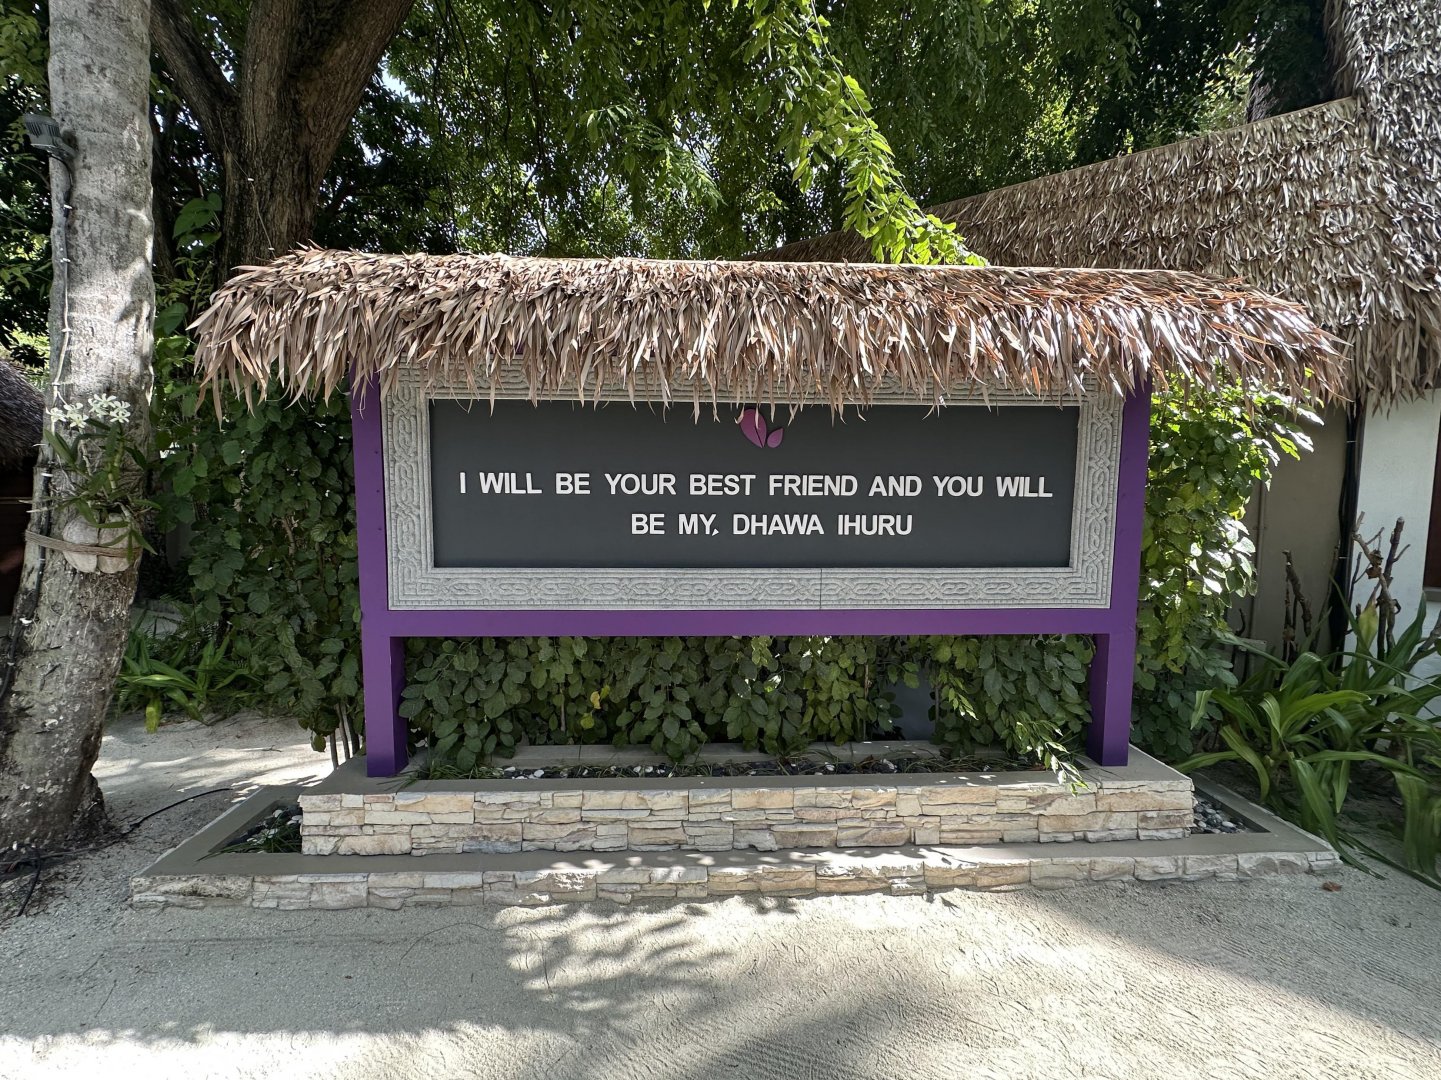 I WILL BE YOUR BEST FRIEND AND YOU WILL
BE MY, DHAWA IHURU